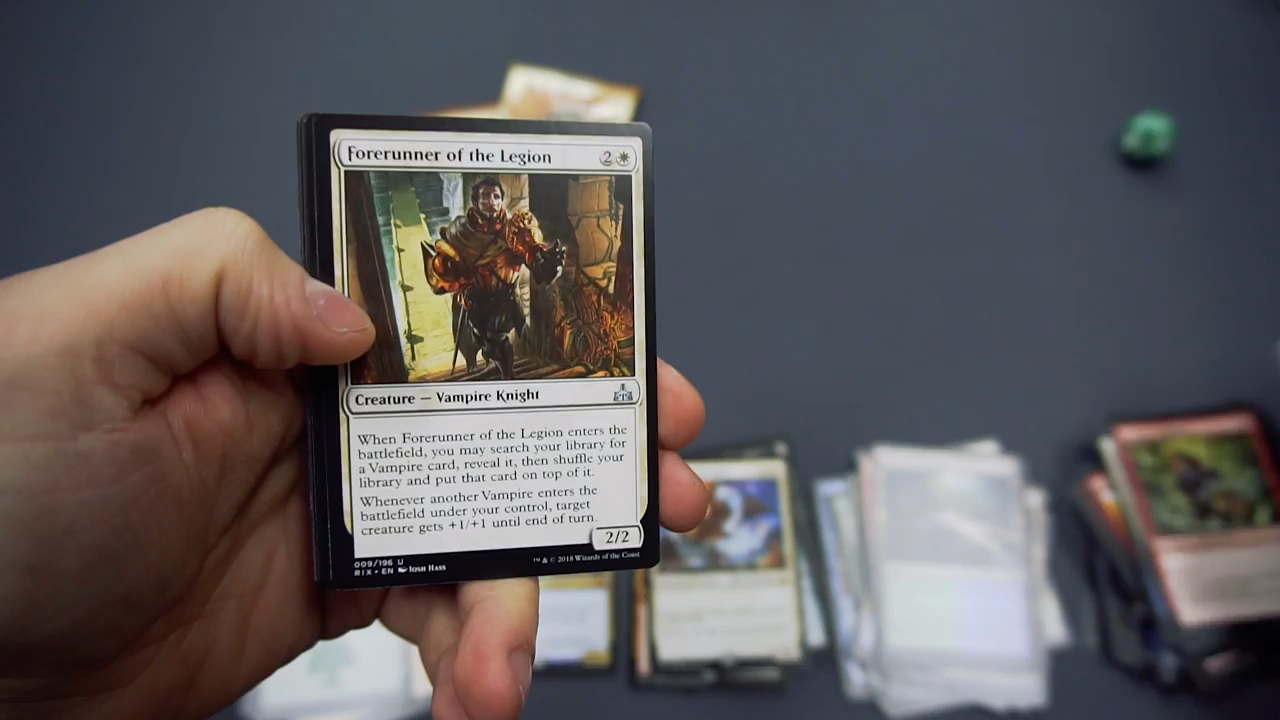 Forerunner of the Legion 2
Creature — Vampire Knight
When Forerunner of the Legion enters the
battlefield, you may search your library for
a Vampire card, reveal it, then shuffle your
library and put that card on top of it.
Whenever another Vampire enters the
battlefield under your control, target
creature gets +1/+1 until end of turn.
2/2
009/196 U
RIX • EN Josh Hass
™ & © 2018 Wizards of the Coast